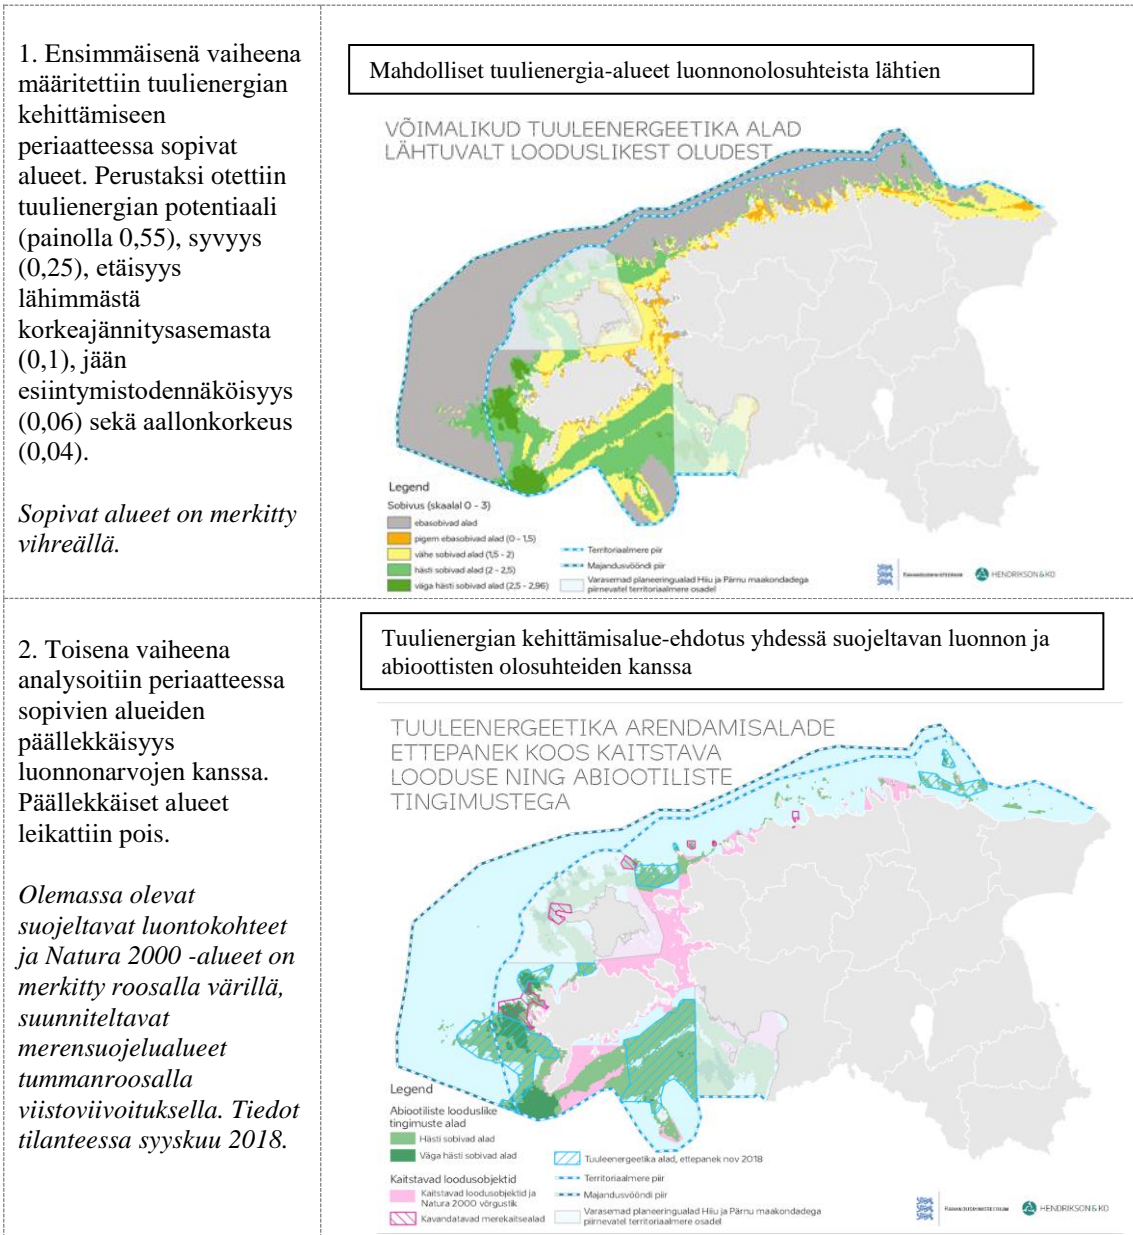 1. Ensimmäisenä vaiheena
määritettiin tuulienergian
kehittämiseen
periaatteessa sopivat
alueet. Perustaksi otettiin
tuulienergian potentiaali
(painolla 0,55), syvyys
(0,25), etäisyys
lähimmästä
korkeajännitysasemasta
(0,1), jään
esiintymistodennäköisyys
(0,06) sekä aallonkorkeus
(0,04).
Sopivat alueet on merkitty
vihreällä.
Mahdolliset tuulienergia-alueet luonnonolosuhteista lähtien
VÕIMALIKUD TUULEENERGEETIKA ALAD
LÄHTUVALT LOODUSLIKEST OLUDEST
Legend
Sobivus (skaalal 0 - 3)
ebasobivad alad
pigem ebasobivad alad (0 - 1,5)
vähe sobivad alad (1,5 - 2)
hästi sobivad alad (2 - 2,5)
väga hästi sobivad alad (2,5 - 2,96)
Territoriaalmere piir
Majandusvööndi piir
Varasemad planeeringualad Hiiu ja Pärnu maakondadega
piirnevatel territoriaalmere osadel
RAHANDUSMINISTEERIUM
HENDRIKSON & KO
2. Toisena vaiheena
analysoitiin periaatteessa
sopivien alueiden
päällekkäisyys
luonnonarvojen kanssa.
Päällekkäiset alueet
leikattiin pois.
Olemassa olevat
suojeltavat luontokohteet
ja Natura 2000 -alueet on
merkitty roosalla värillä,
suunniteltavat
merensuojelualueet
tummanroosalla
viistoviivoituksella. Tiedot
tilanteessa syyskuu 2018.
Tuulienergian kehittämisalue-ehdotus yhdessä suojeltavan luonnon ja
abioottisten olosuhteiden kanssa
TUULEENERGEETIKA ARENDAMISALADE
ETTEPANEK KOOS KAITSTAVA
LOODUSE NING ABIOOTILISTE
TINGIMUSTEGA
Legend
Abiootiliste looduslike
tingimuste alad
Hästi sobivad alad
Väga hästi sobivad alad
Kaitstavad loodusobjektid
Kaitstavad loodusobjektid ja
Natura 2000 võrgustik
Kavandatavad merekaitsealad
Tuuleenergeetika alad, ettepanek nov 2018
Territoriaalmere piir
Majandusvööndi piir
Varasemad planeeringualad Hiiu ja Pärnu maakondadega
piirnevatel territoriaalmere osadel
RAHANDUSMINISTEERIUM
HENDRIKSON & KO